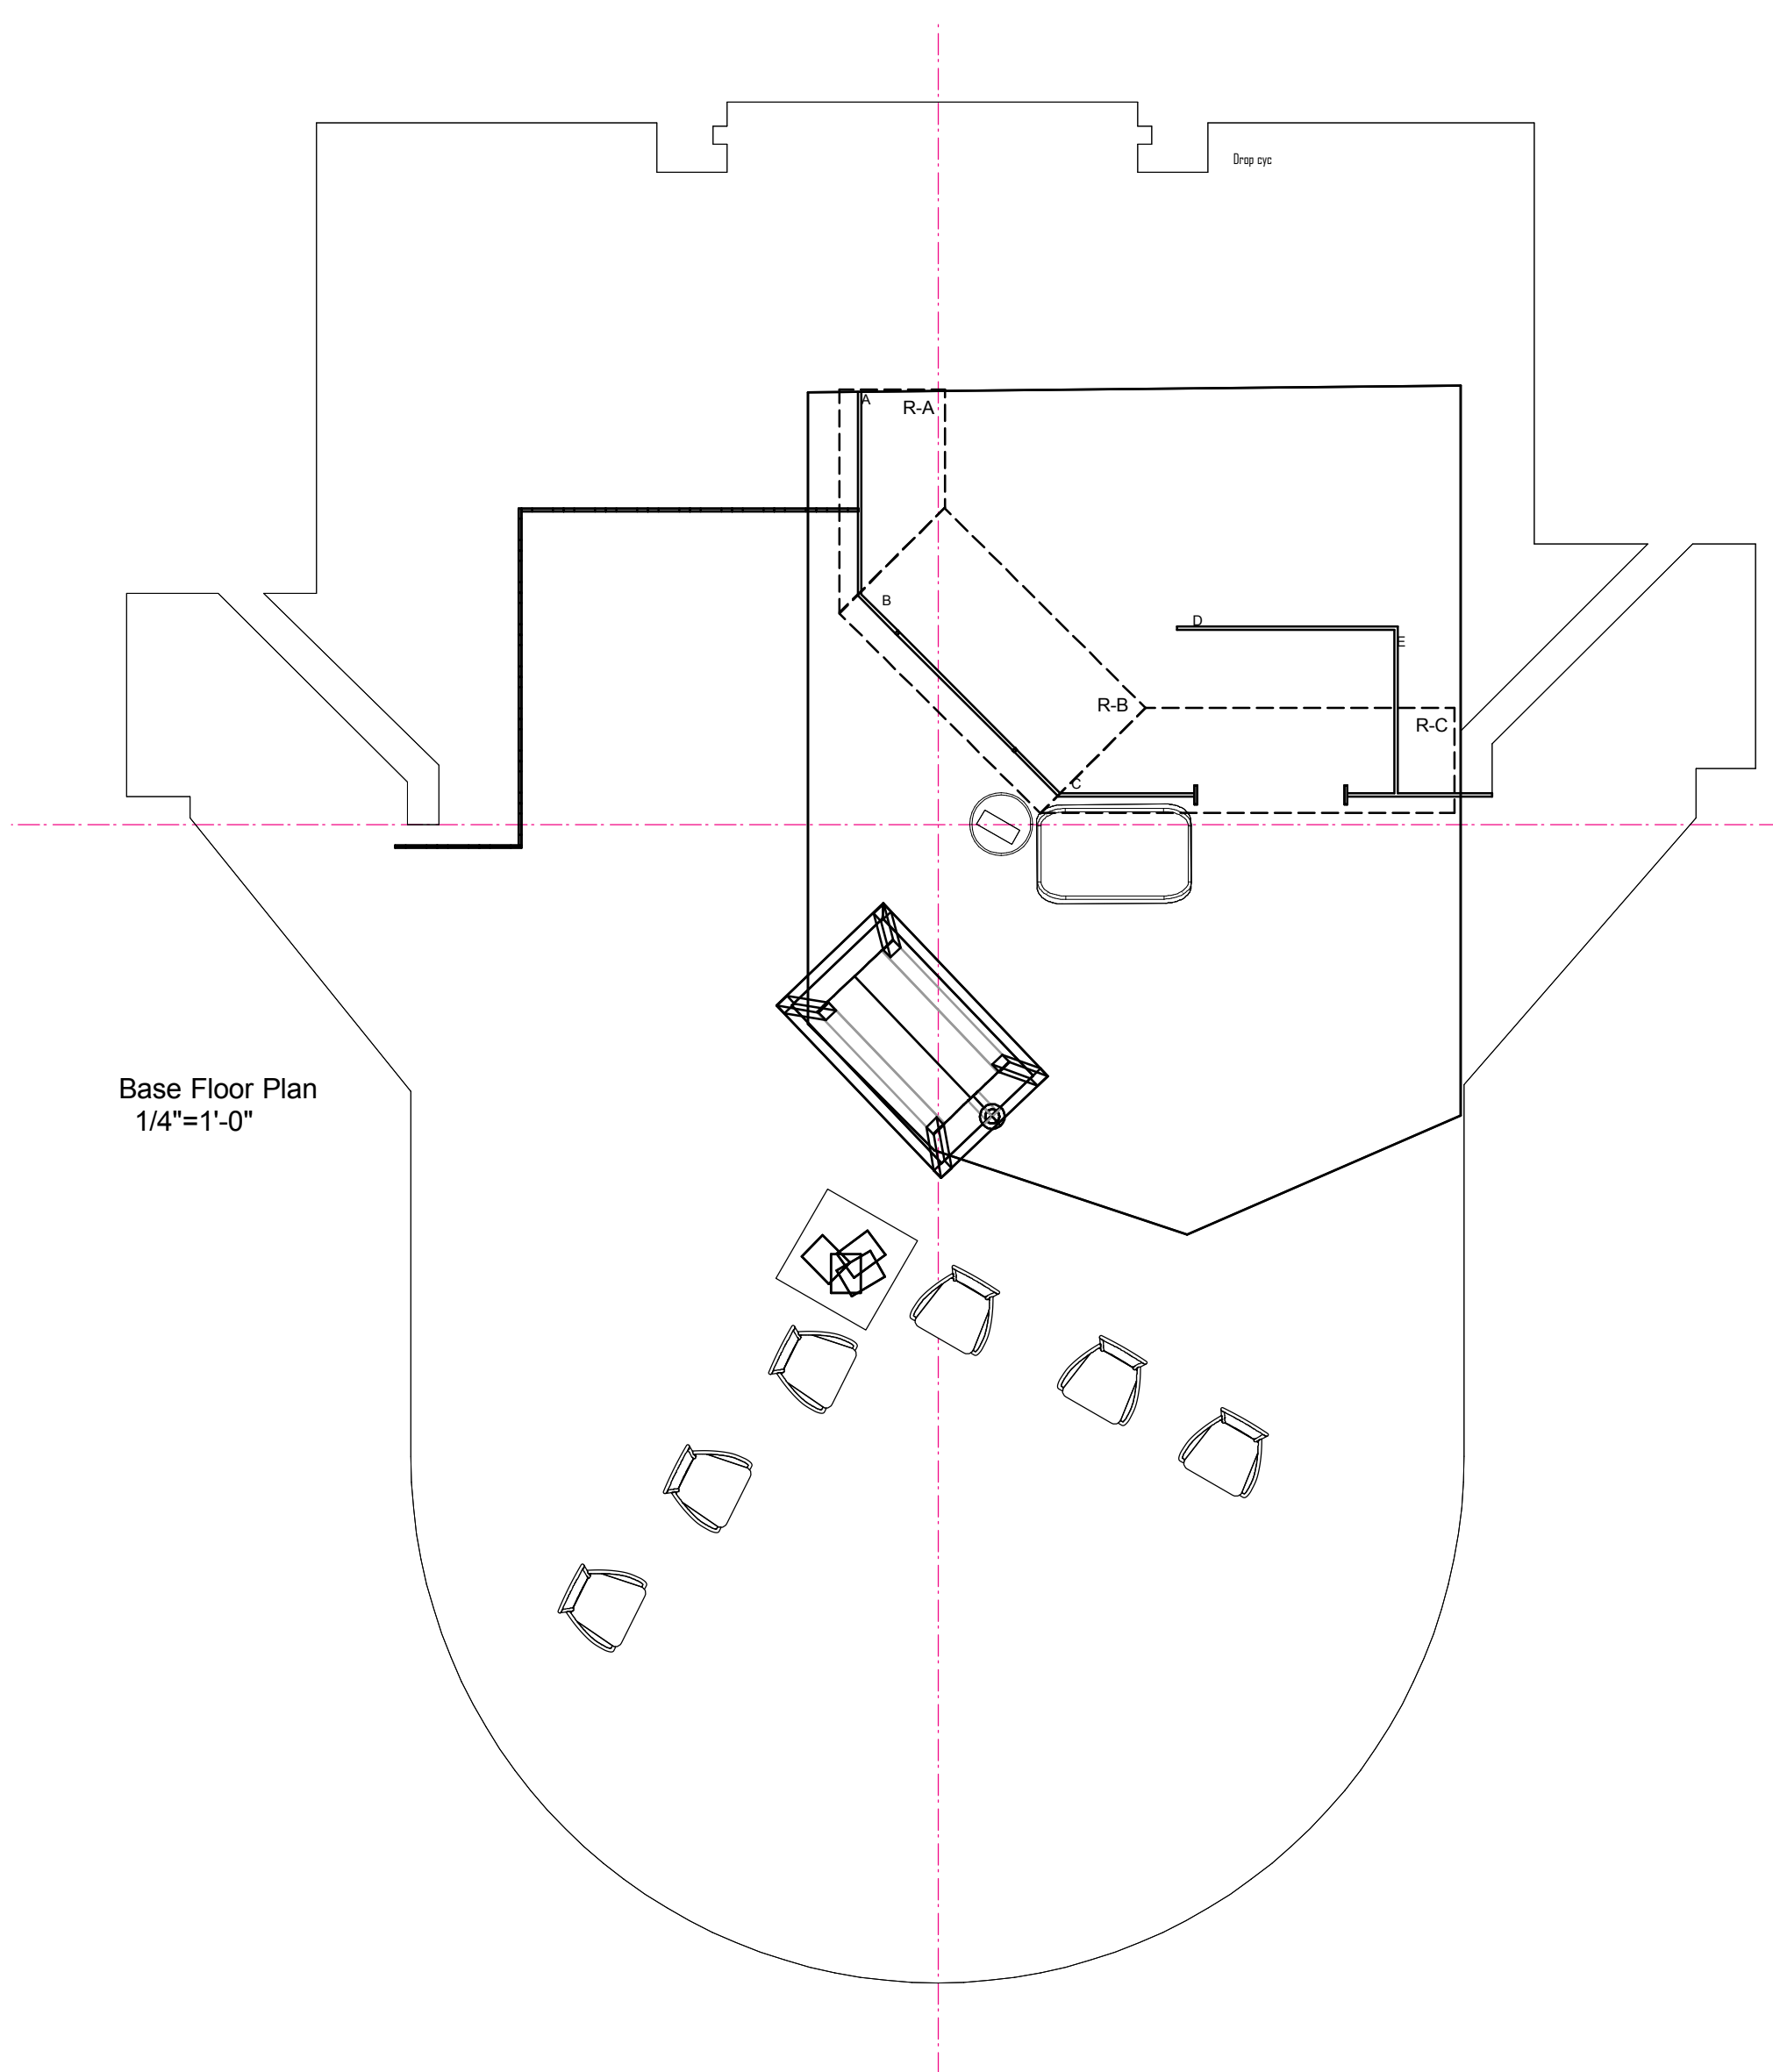 Drop cyc
A
R-A
B
D
E
R-B
R-C
C
Base Floor Plan
1/4"=1'-0"